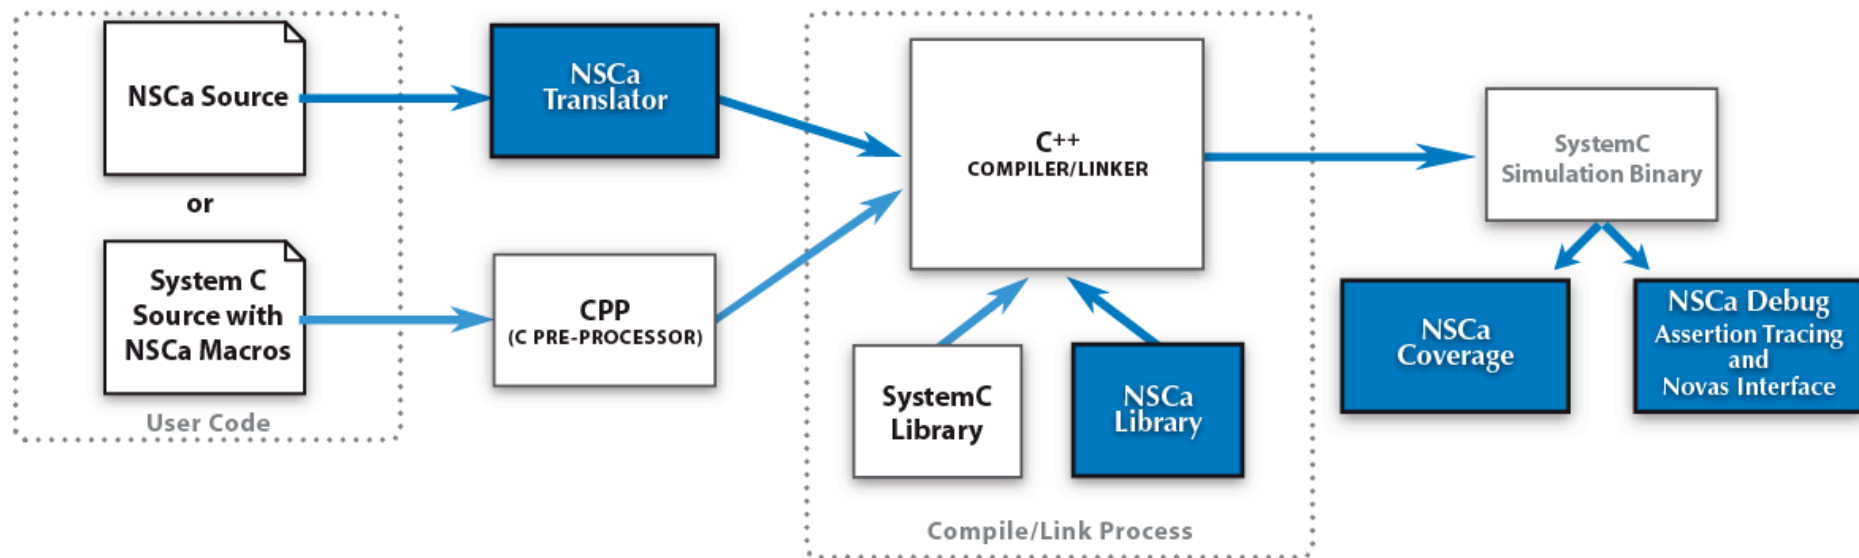 NSCa Source
or
System C
Source with
NSCa Macros
User Code
NSCa
Translator
CPP
(C PRE-PROCESSOR)
C++
COMPILER/LINKER
SystemC
Library
NSCa
Library
Compile/Link Process
SystemC
Simulation Binary
NSCa
Coverage
NSCa Debug
Assertion Tracing
and
Novas Interface